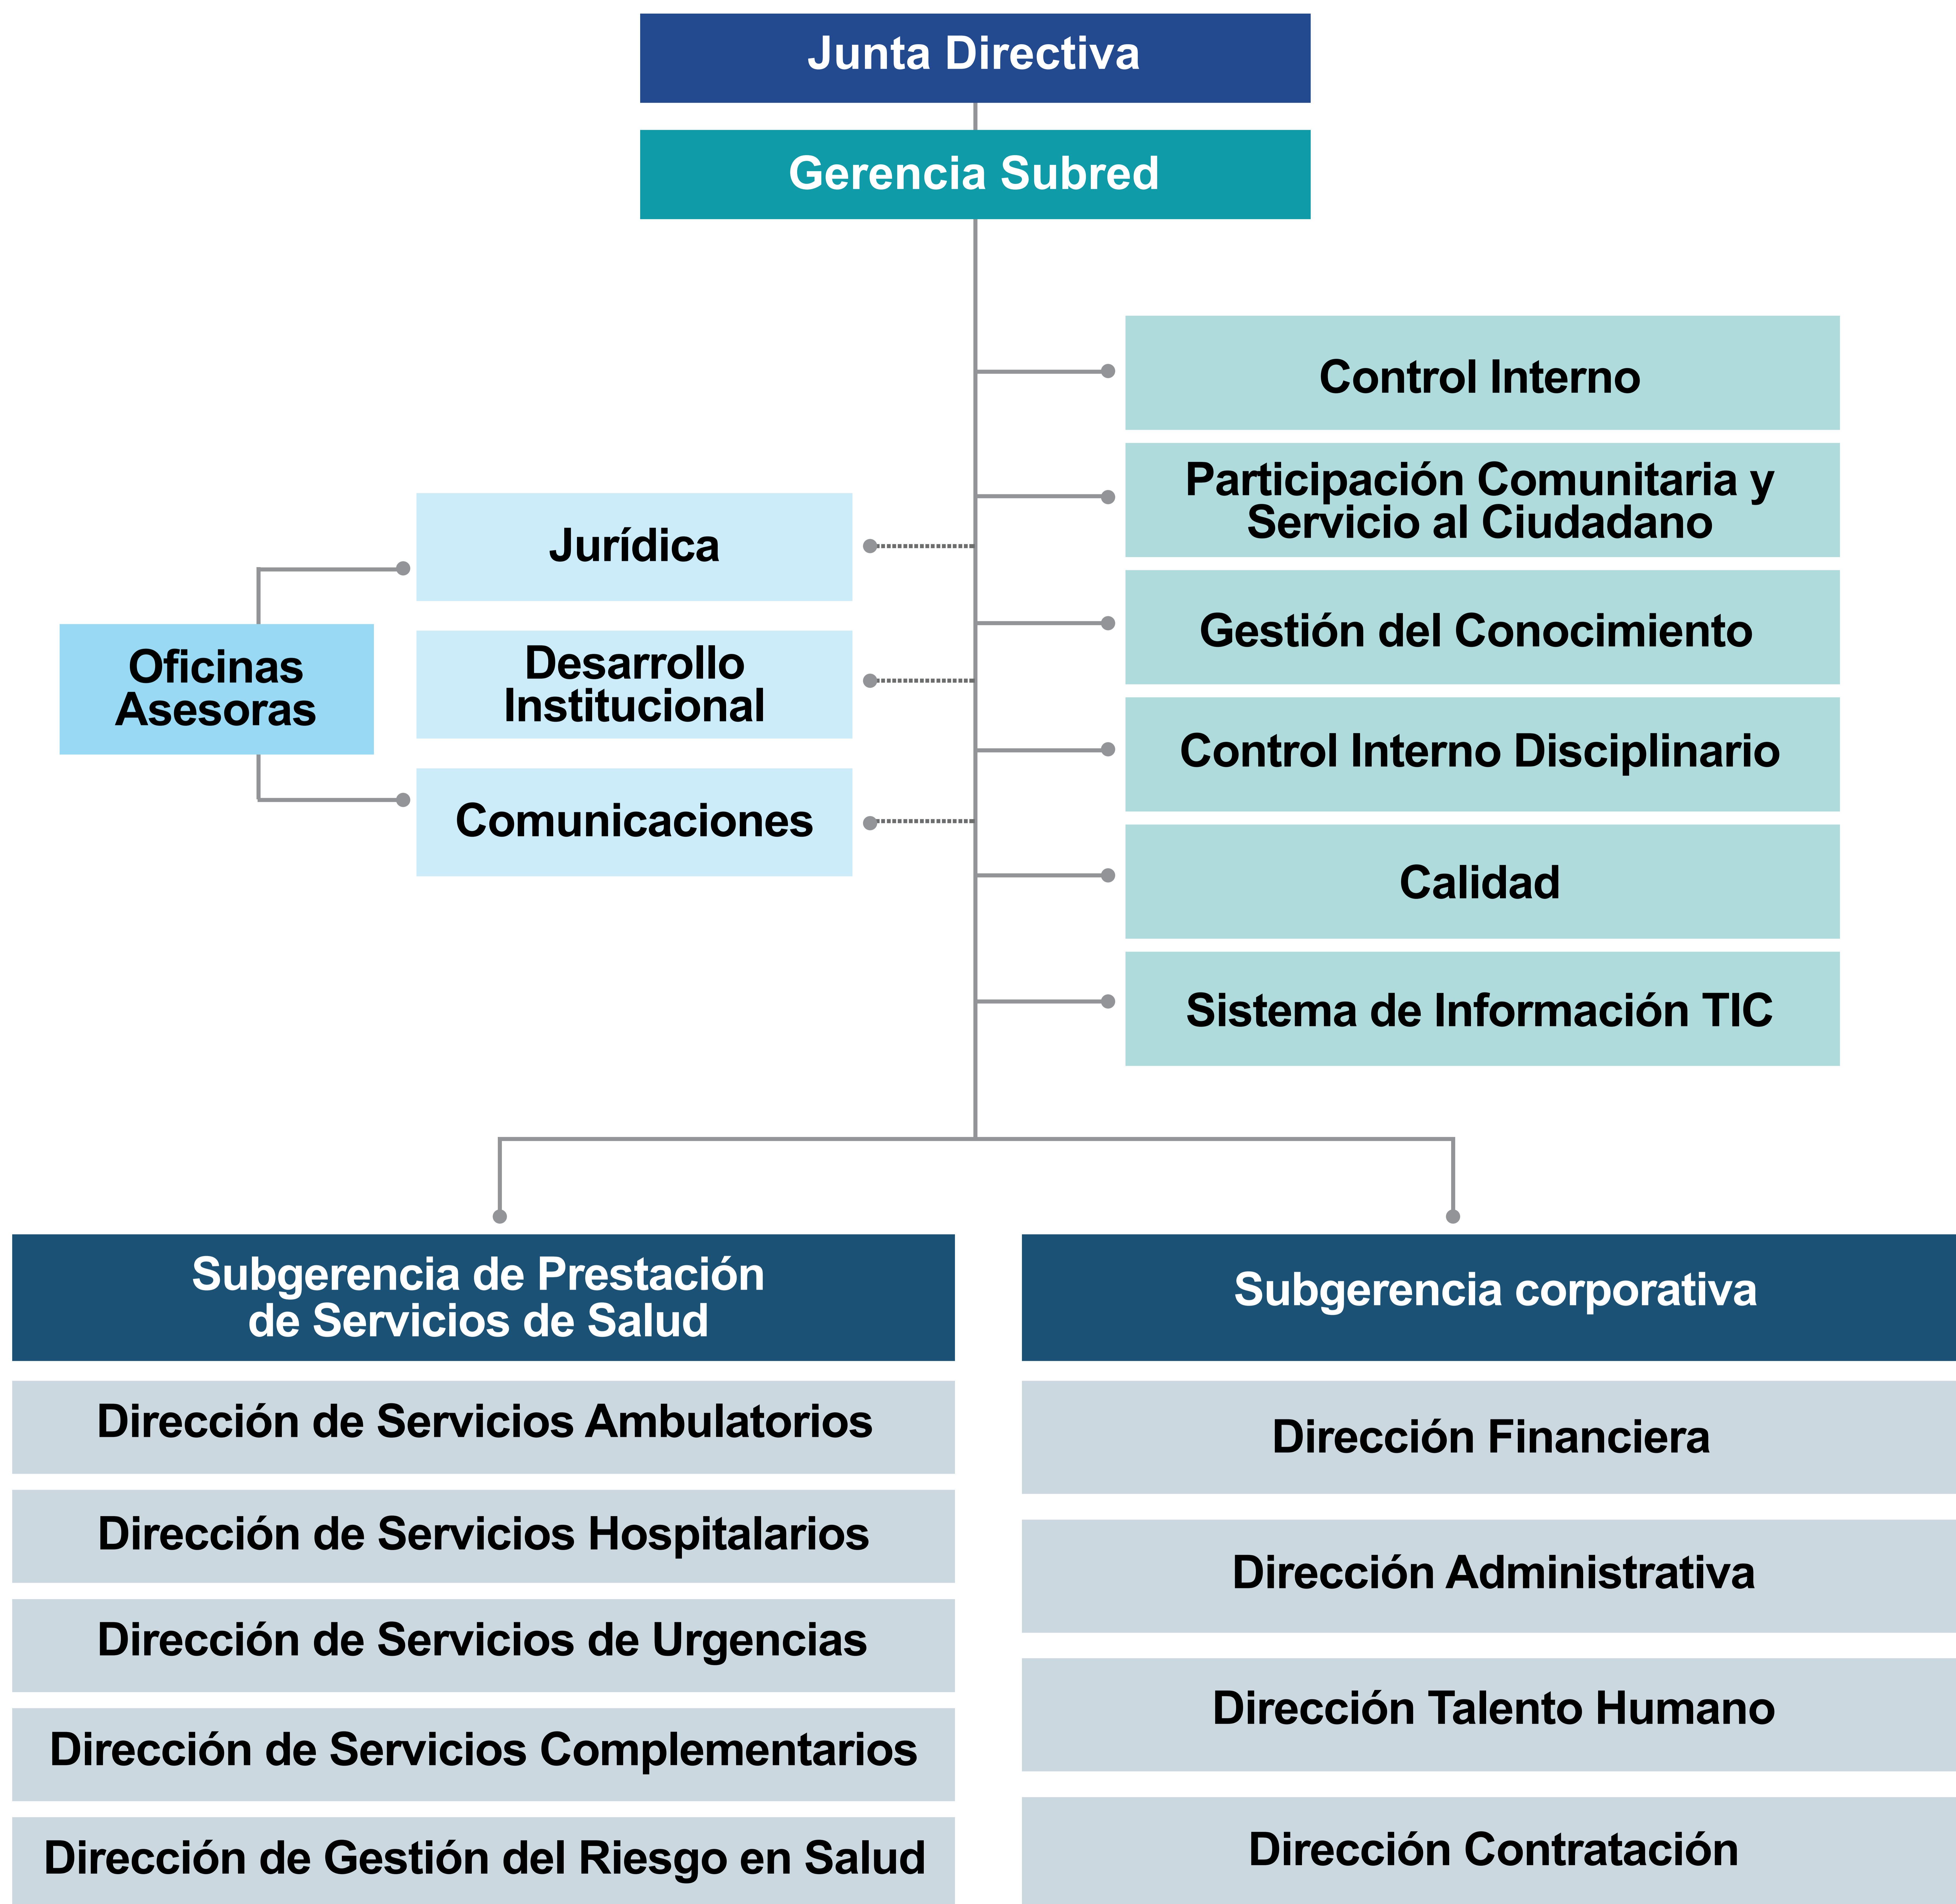 Junta Directiva
Gerencia Subred
Control Interno
Participación Comunitaria y
Servicio al Ciudadano
Gestión del Conocimiento
Control Interno Disciplinario
Calidad
Sistema de Información TIC
Oficinas
Asesoras
Jurídica
Desarrollo
Institucional
Comunicaciones
Subgerencia de Prestación
de Servicios de Salud
Dirección de Servicios Ambulatorios
Dirección de Servicios Hospitalarios
Dirección de Servicios de Urgencias
Dirección de Servicios Complementarios
Dirección de Gestión del Riesgo en Salud
Subgerencia corporativa
Dirección Financiera
Dirección Administrativa
Dirección Talento Humano
Dirección Contratación